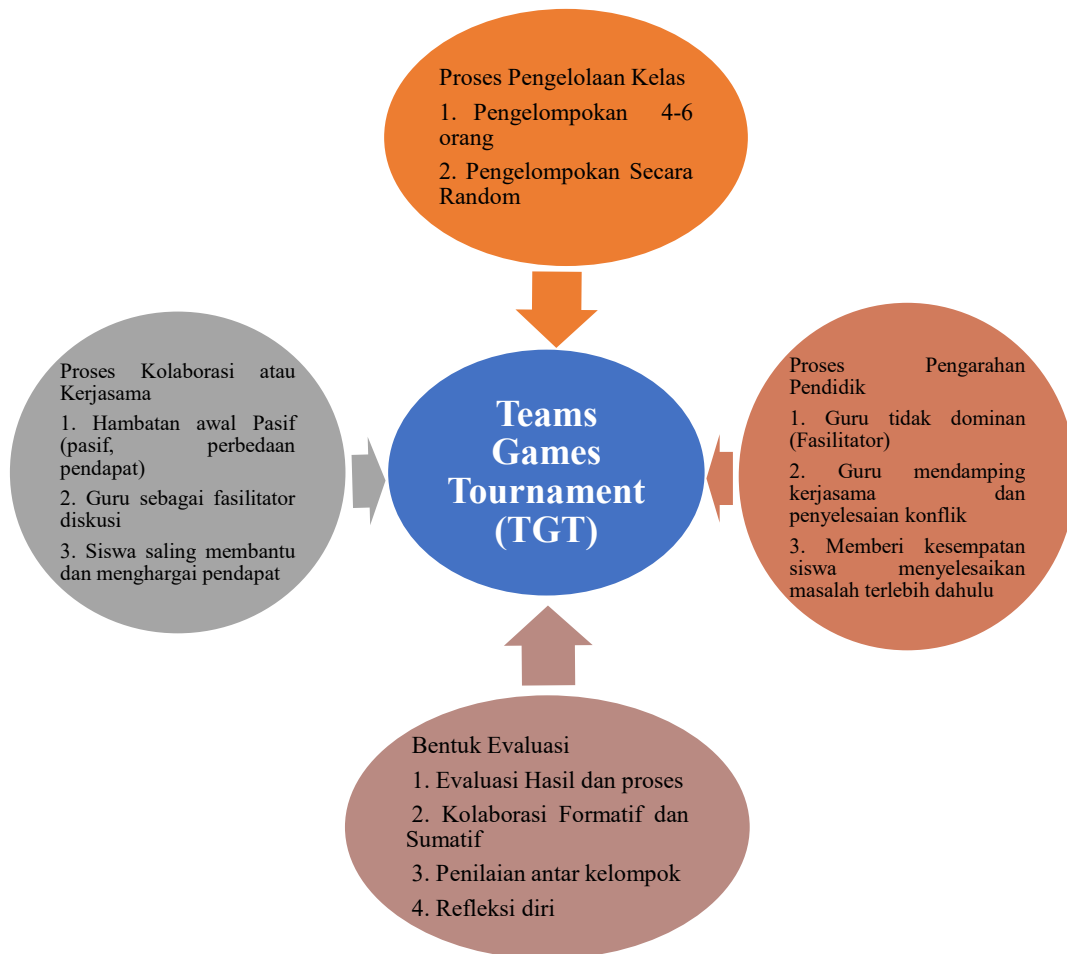 Proses Pengelolaan Kelas
1. Pengelompokan 4-6
orang
2. Pengelompokan Secara
Random
Proses Kolaborasi atau
Kerjasama
1. Hambatan awal Pasif
(pasif, perbedaan
pendapat)
2. Guru sebagai fasilitator
diskusi
3. Siswa saling membantu
dan menghargai pendapat
Teams
Games
Tournament
(TGT)
Proses Pengarahan
Pendidik
1. Guru tidak dominan
(Fasilitator)
2. Guru mendamping
kerjasama dan
penyelesaian konflik
3. Memberi kesempatan
siswa menyelesaikan
masalah terlebih dahulu
Bentuk Evaluasi
1. Evaluasi Hasil dan proses
2. Kolaborasi Formatif dan
Sumatif
3. Penilaian antar kelompok
4. Refleksi diri